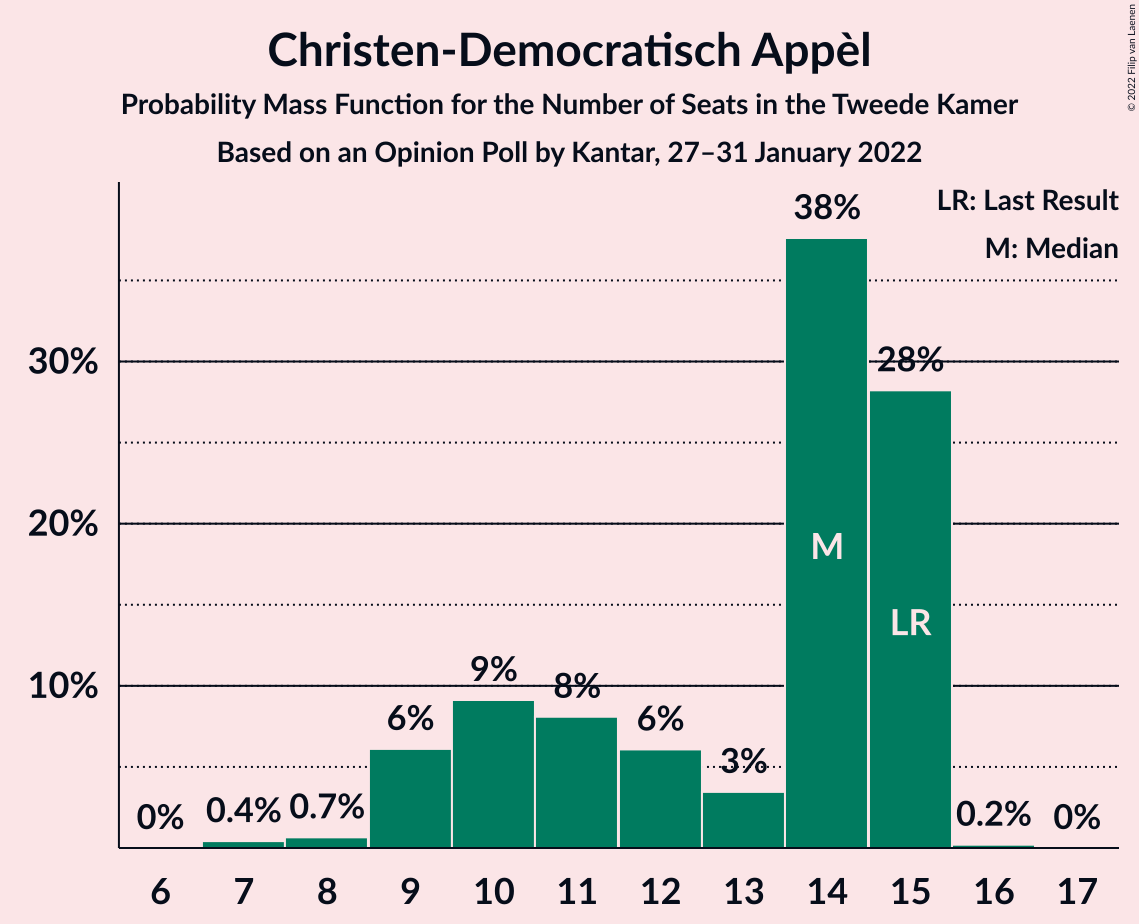 © 2022 Filip van Laenen
Christen-Democratisch Appèl
Probability Mass Function for the Number of Seats in the Tweede Kamer
Based on an Opinion Poll by Kantar, 27–31 January 2022
LR: Last Result
M: Median
38%
28%
30%
20%
10%
M
LR
9%
8%
6%
6%
3%
0%
0.4%
0.7%
0.2%
0%
6 7 8 9 10 11 12 13 14 15 16 17